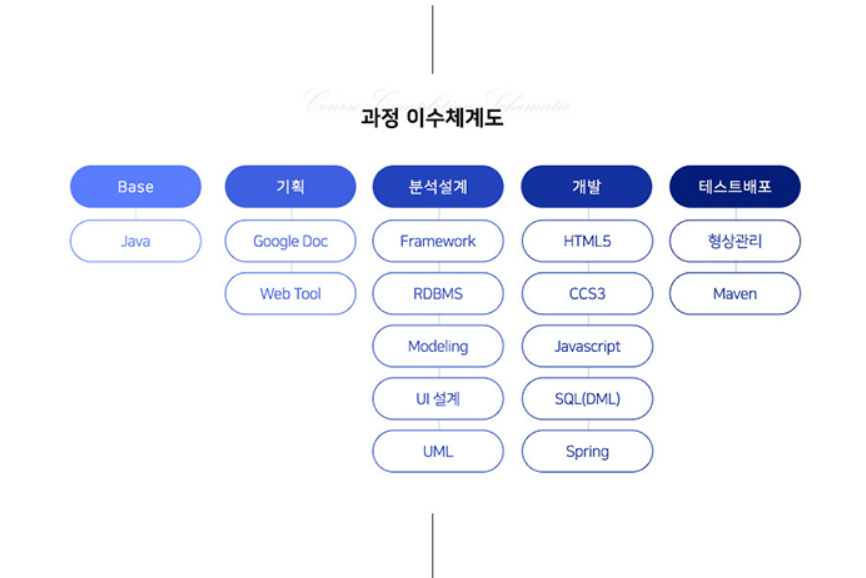 Course Completion Schematic
과정 이수체계도
Base
Java
기획
Google Doc
Web Tool
분석설계
Framework
RDBMS
Modeling
UI 설계
UML
개발
HTML5
CCS3
Javascript
SQL(DML)
Spring
테스트배포
형상관리
Maven